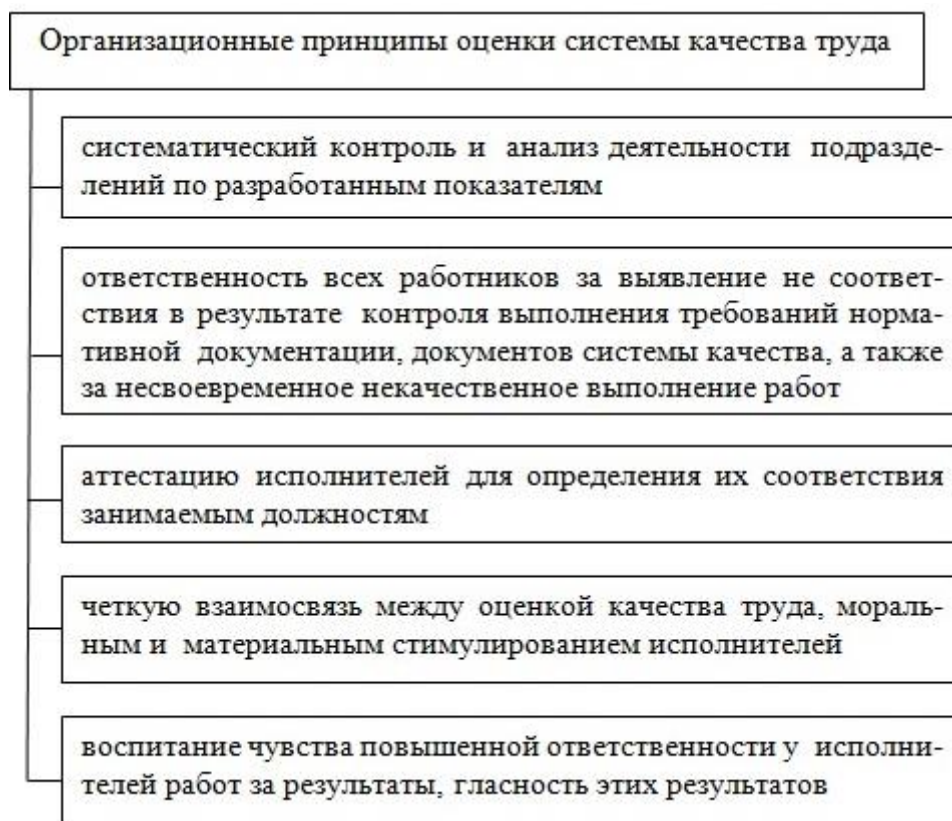 Организационные принципы оценки системы качества труда
систематический контроль и анализ деятельности подразде-
лений по разработанным показателям
ответственность всех работников за выявление не соответ-
ствия в результате контроля выполнения требований норма-
тивной документации, документов системы качества, а также
за несвоевременное некачественное выполнение работ
аттестацию исполнителей для определения их соответствия
занимаемым должностям
четкую взаимосвязь между оценкой качества труда, мораль-
ным и материальным стимулированием исполнителей
воспитание чувства повышенной ответственности у исполни-
телей работ за результаты, гласность этих результатов